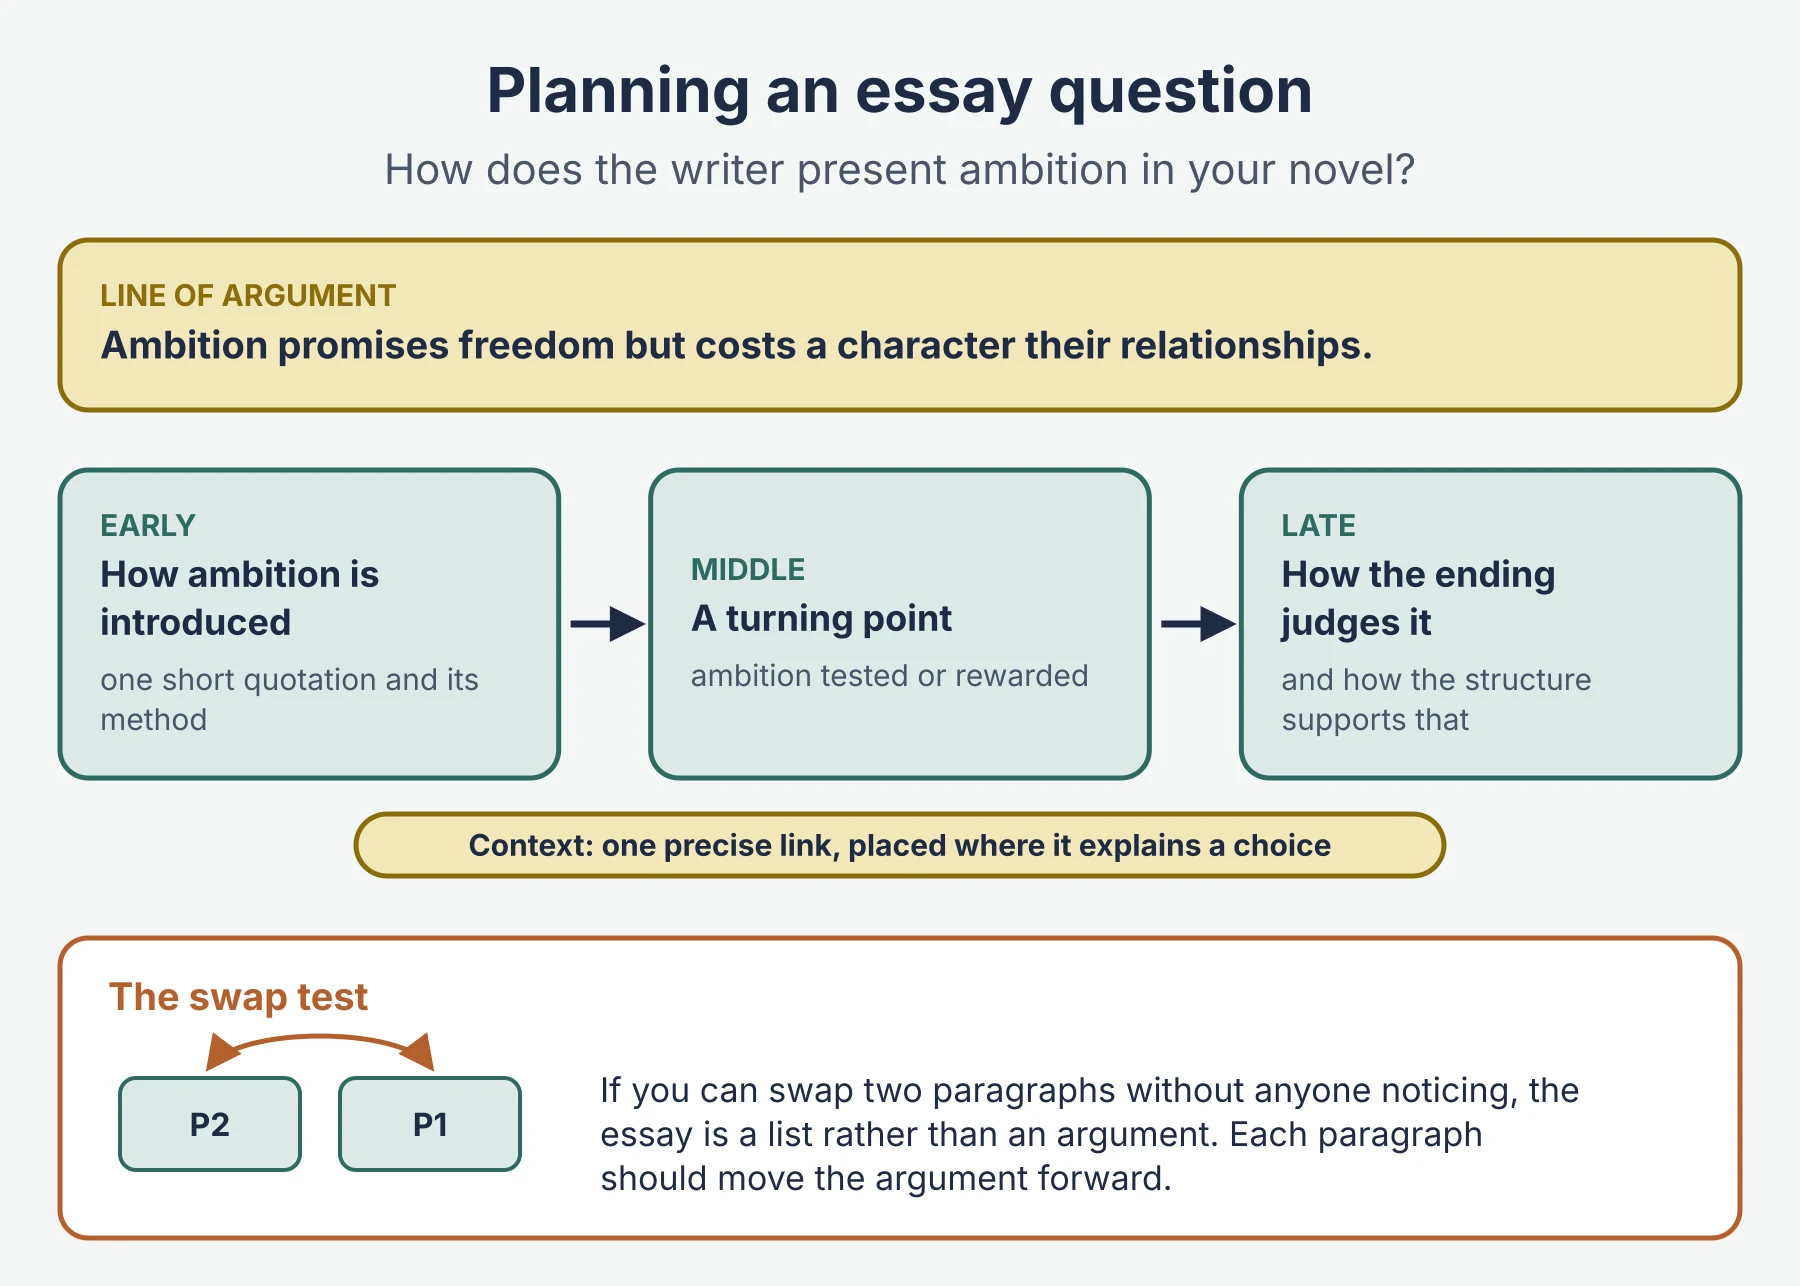 Planning an essay question
How does the writer present ambition in your novel?
LINE OF ARGUMENT
Ambition promises freedom but costs a character their relationships.
EARLY
How ambition is
introduced
one short quotation and its
method
MIDDLE
A turning point
ambition tested or rewarded
LATE
How the ending
judges it
and how the structure
supports that
Context: one precise link, placed where it explains a choice
The swap test
P2
P1
If you can swap two paragraphs without anyone noticing, the
essay is a list rather than an argument. Each paragraph
should move the argument forward.